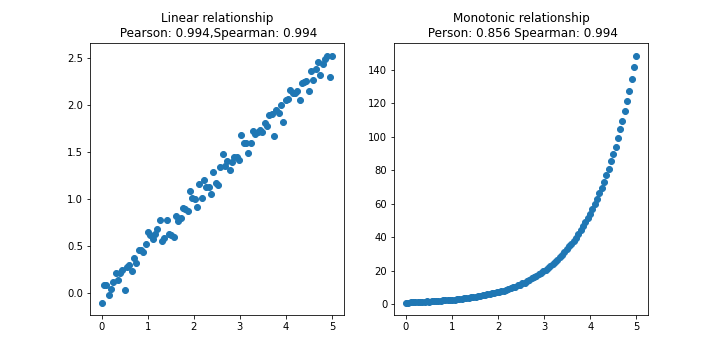 Linear relationship
Pearson: 0.994,Spearman: 0.994
2.5
2.0
1.5
1.0
0.5
0.0
0 1 2 3 4 5
Monotonic relationship
Person: 0.856 Spearman: 0.994
140
120
100
80
60
40
20
0
0 1 2 3 4 5